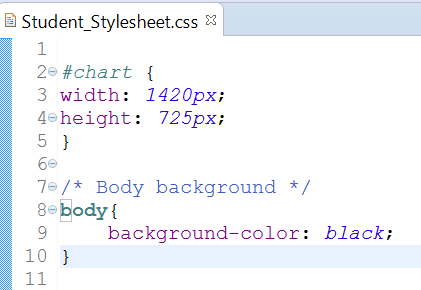 Student_Stylesheet.css
1
2 #chart {
3 width: 1420px;
4 height: 725px;
5 }
6
7 /* Body background */
8 body{
9     background-color: black;
10 }
11